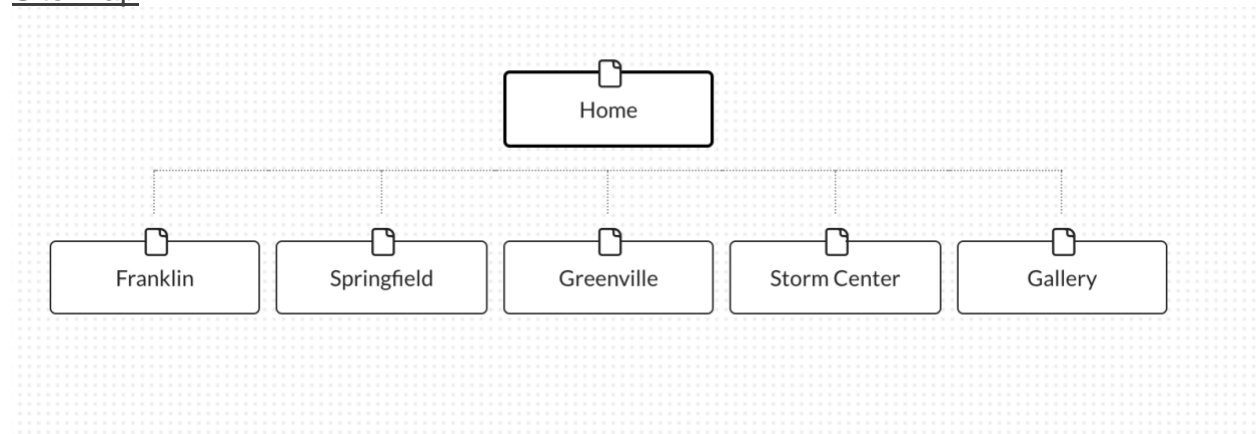 Home
Franklin
Springfield
Greenville
Storm Center
Gallery